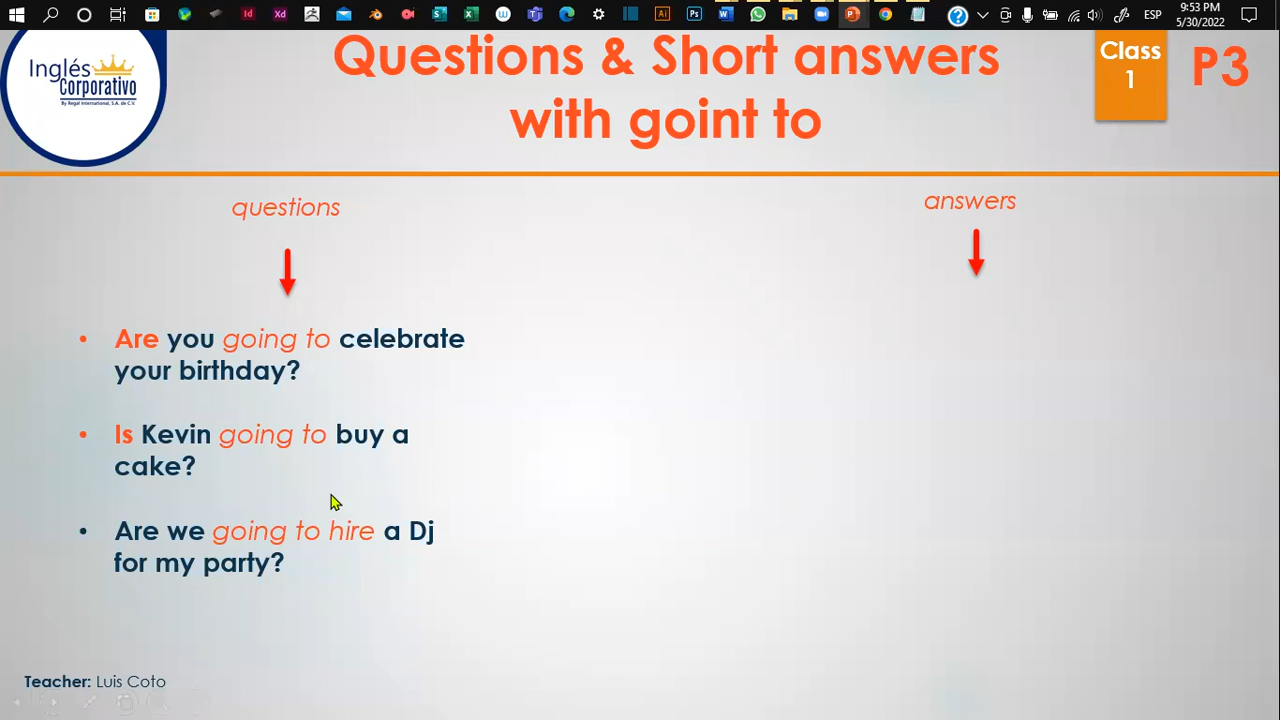 9:53 PM
ESP
5/30/2022
Questions & Short answers
with goint to
Class
1
P3
Inglés
Corporativo
By Regal International, S.A. de C.V.
questions
answers
• Are you going to celebrate
your birthday?
• Is Kevin going to buy a
cake?
• Are we going to hire a Dj
for my party?
Teacher: Luis Coto